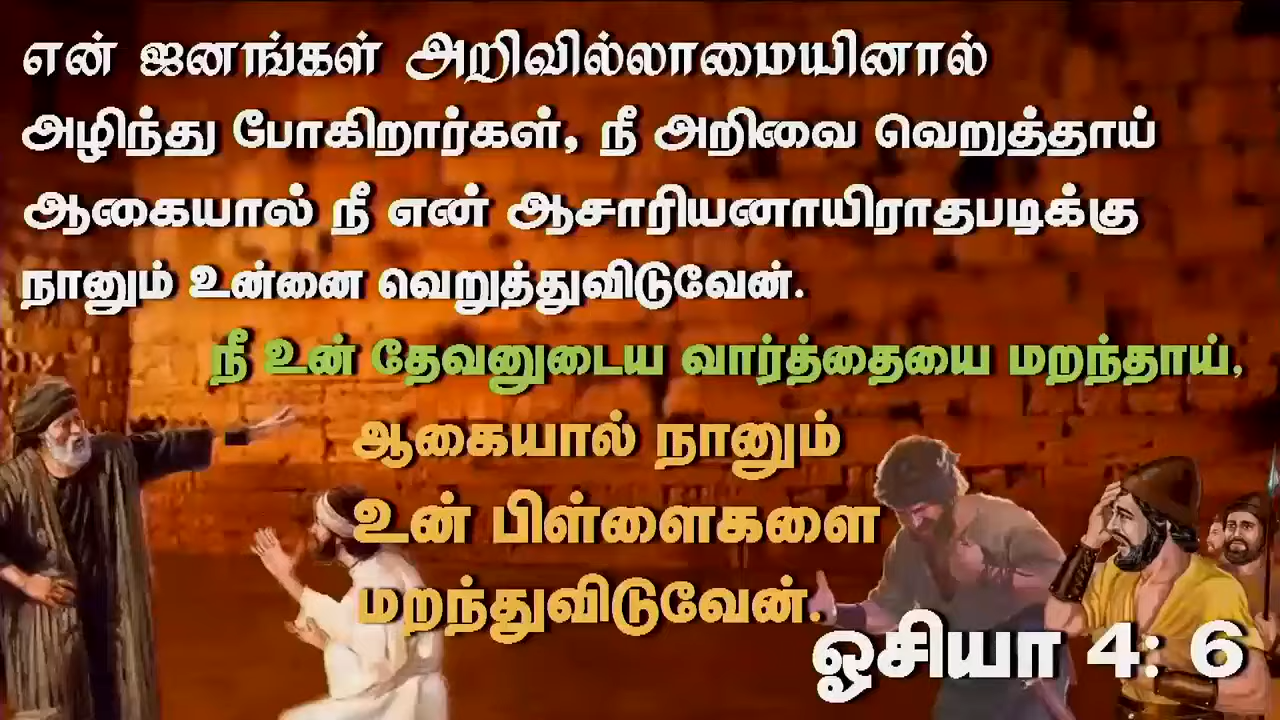 என் ஜனங்கள் அறிவில்லாமையினால்
அழிந்து போகிறார்கள், நீ அறிவை வெறுத்தாய்
ஆகையால் நீ என் ஆசாரியனாயிராதபடிக்கு
நானும் உன்னை வெறுத்துவிடுவேன்.
நீ உன் தேவனுடைய வார்த்தையை மறந்தாய்,
ஆகையால் நானும்
உன் பிள்ளைகளை
மறந்துவிடுவேன்.
ஓசியா 4: 6